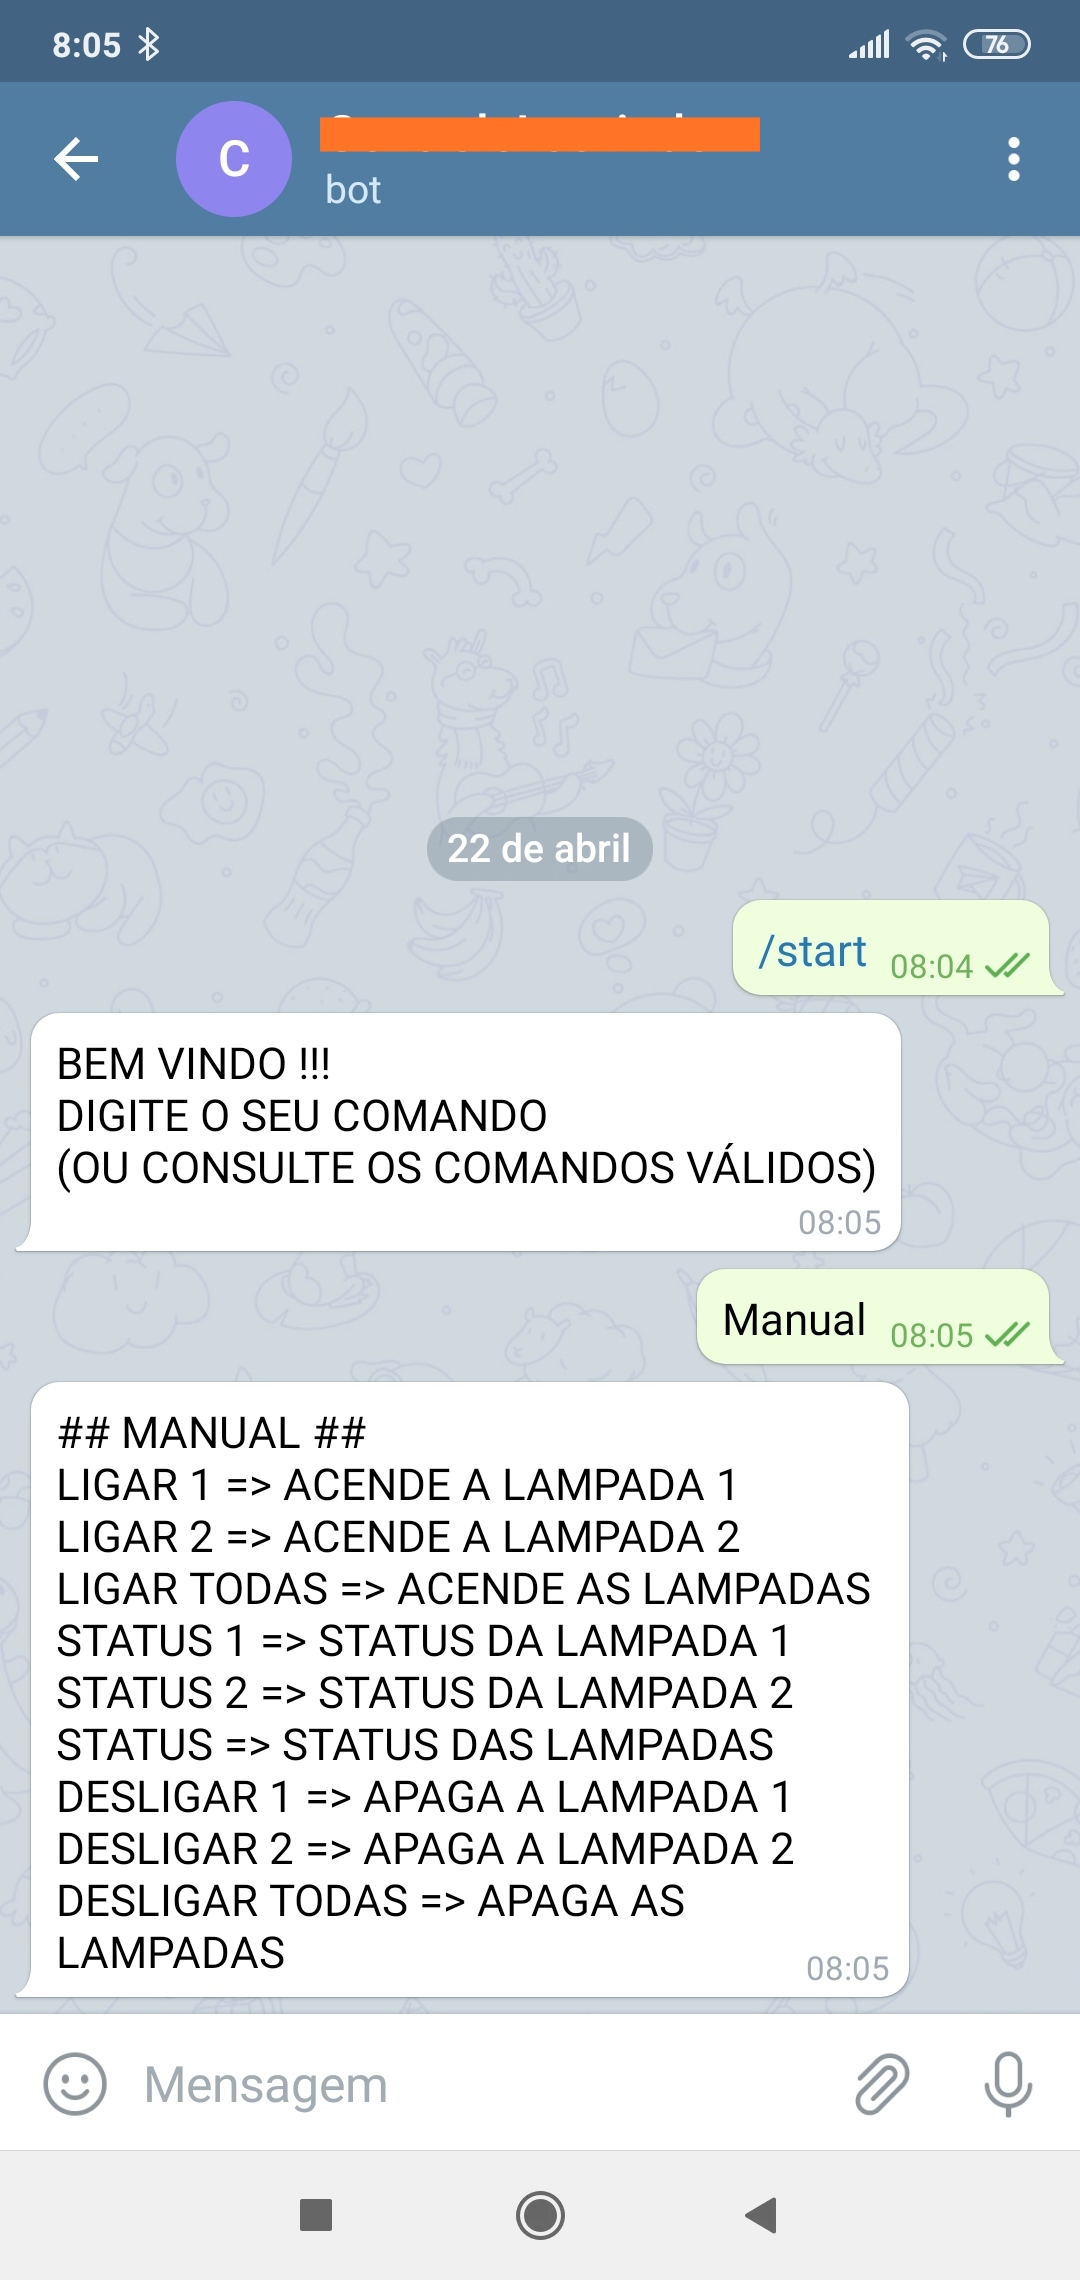 8:05
76
C
bot
22 de abril
/start 08:04
BEM VINDO !!!
DIGITE O SEU COMANDO
(OU CONSULTE OS COMANDOS VÁLIDOS)
08:05
Manual 08:05
## MANUAL ##
LIGAR 1 => ACENDE A LAMPADA 1
LIGAR 2 => ACENDE A LAMPADA 2
LIGAR TODAS => ACENDE AS LAMPADAS
STATUS 1 => STATUS DA LAMPADA 1
STATUS 2 => STATUS DA LAMPADA 2
STATUS => STATUS DAS LAMPADAS
DESLIGAR 1 => APAGA A LAMPADA 1
DESLIGAR 2 => APAGA A LAMPADA 2
DESLIGAR TODAS => APAGA AS
LAMPADAS
08:05
Mensagem